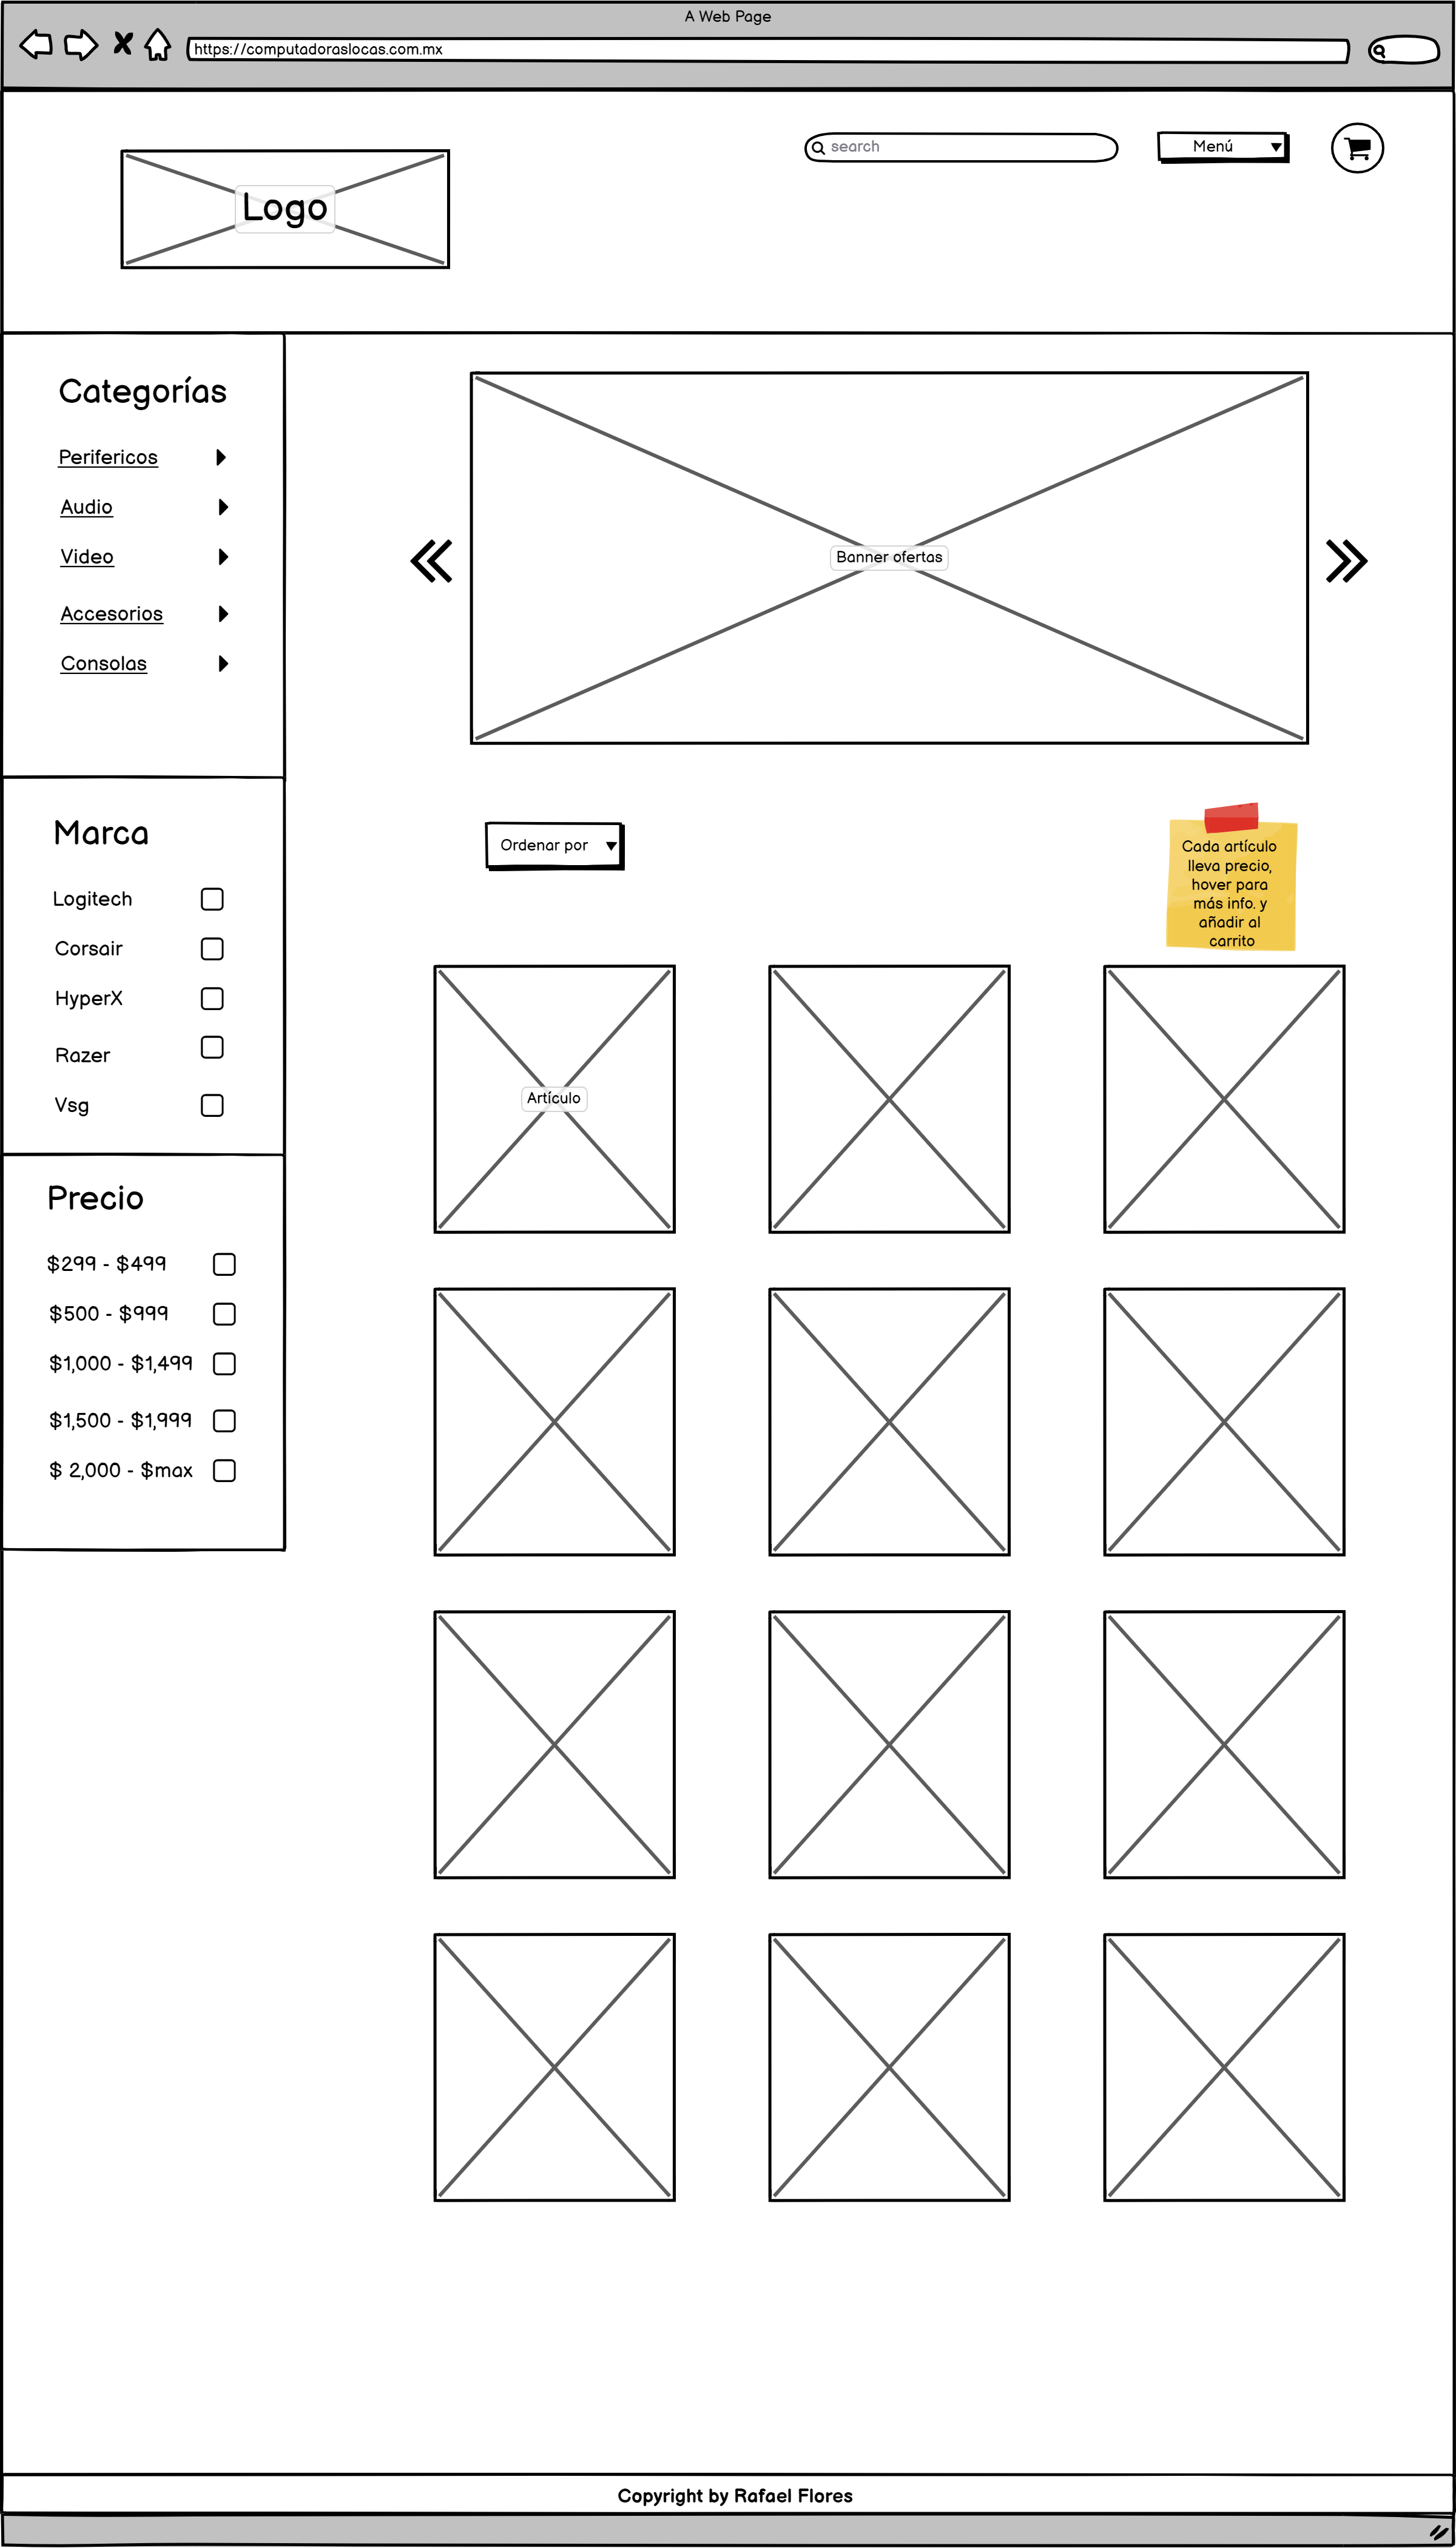 A Web Page
https://computadoraslocas.com.mx
search
Menú
Logo
Categorías
Perifericos
Audio
Video
Accesorios
Consolas
Banner ofertas
Marca
Logitech
Corsair
HyperX
Razer
Vsg
Ordenar por
Cada artículo
lleva precio,
hover para
más info. y
añadir al
carrito
Artículo
Precio
$299 - $499
$500 - $999
$1,000 - $1,499
$1,500 - $1,999
$ 2,000 - $max
Copyright by Rafael Flores